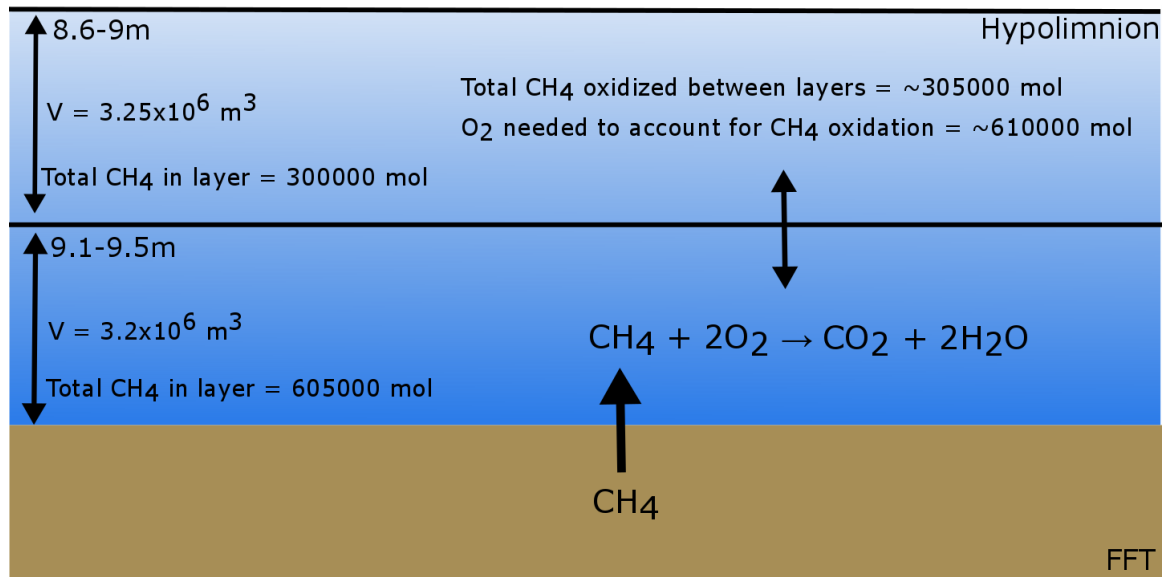 8.6-9m
Hypolimnion
V = 3.25x10⁶ m³
Total CH₄ in layer = 300000 mol
Total CH₄ oxidized between layers = ~305000 mol
O₂ needed to account for CH₄ oxidation = ~610000 mol
9.1-9.5m
V = 3.2x10⁶ m³
Total CH₄ in layer = 605000 mol
CH₄ + 2O₂ → CO₂ + 2H₂O
CH₄
FFT